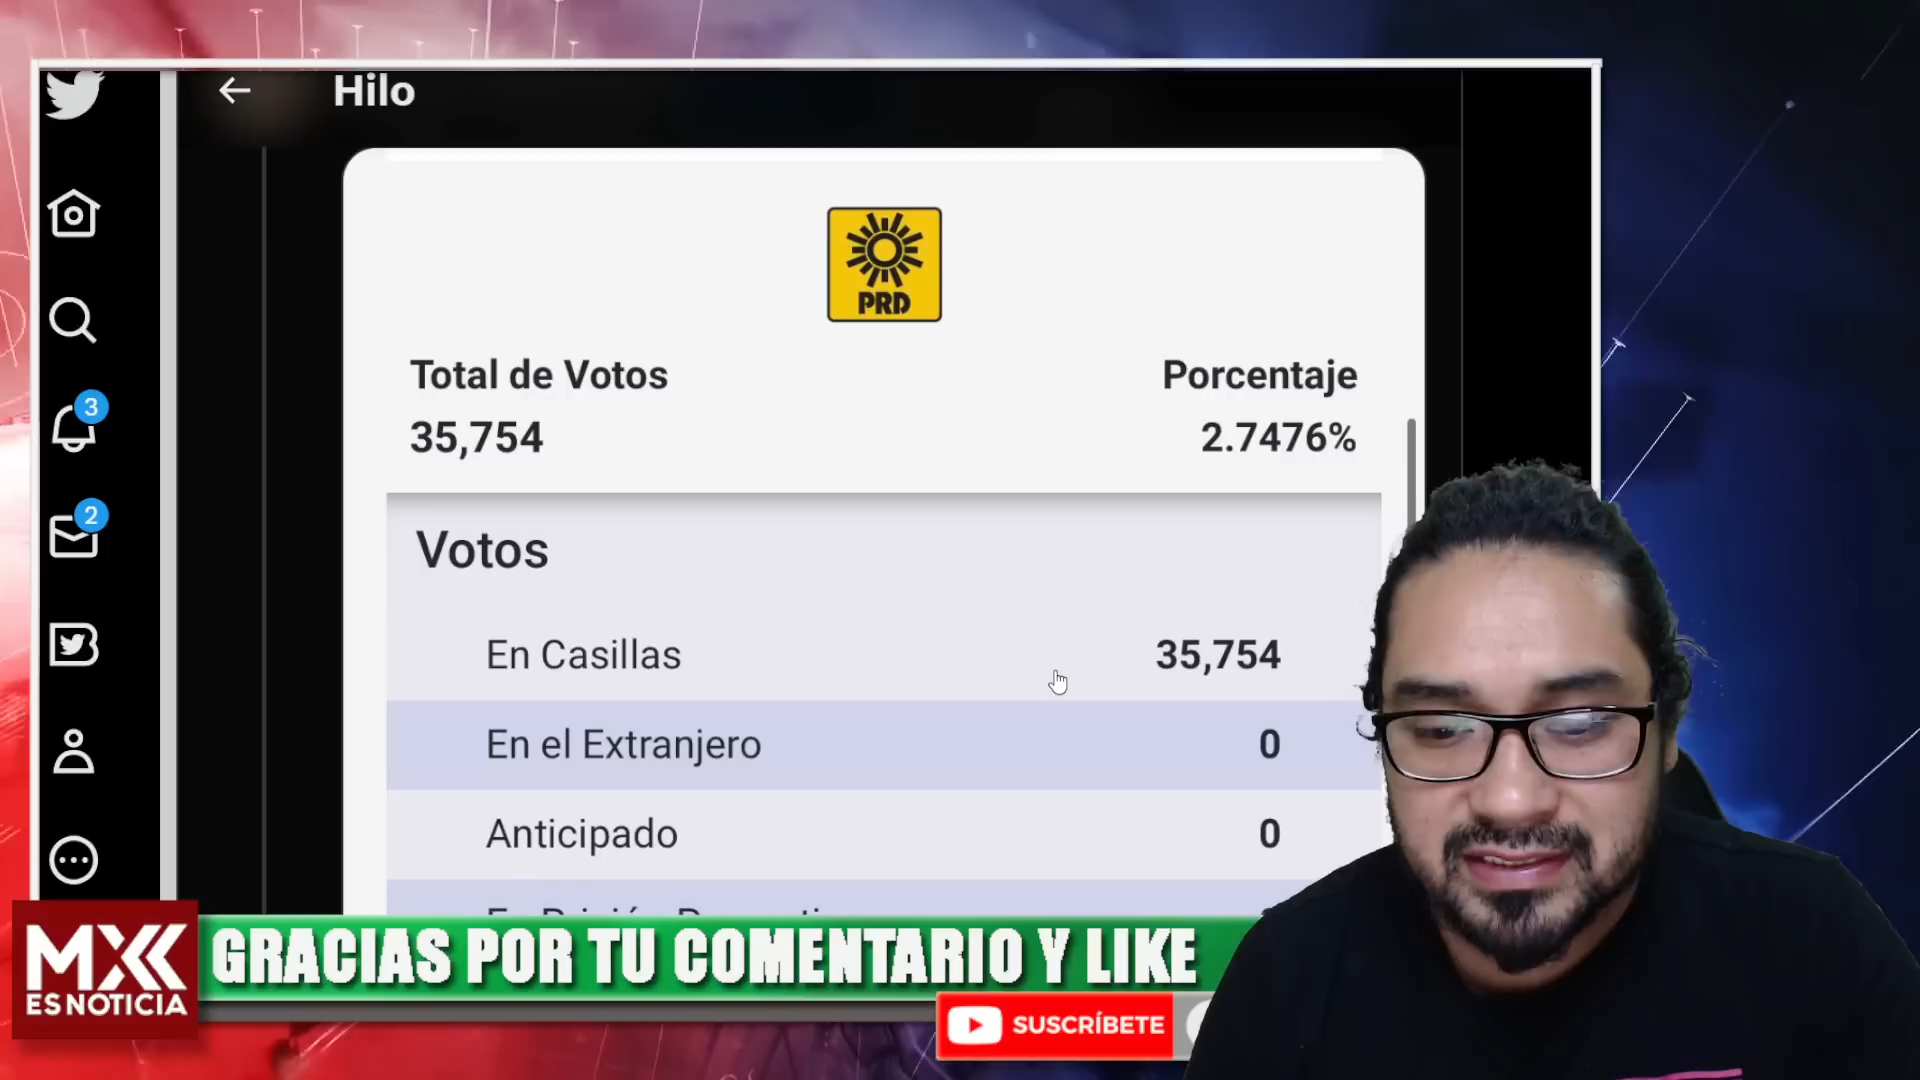 Hilo
PRD
Total de Votos
Porcentaje
35,754
2.7476%
3
Votos
2
En Casillas
35,754
En el Extranjero
0
Anticipado
0
MX
ES NOTICIA
GRACIAS POR TU COMENTARIO Y LIKE
SUSCRÍBETE